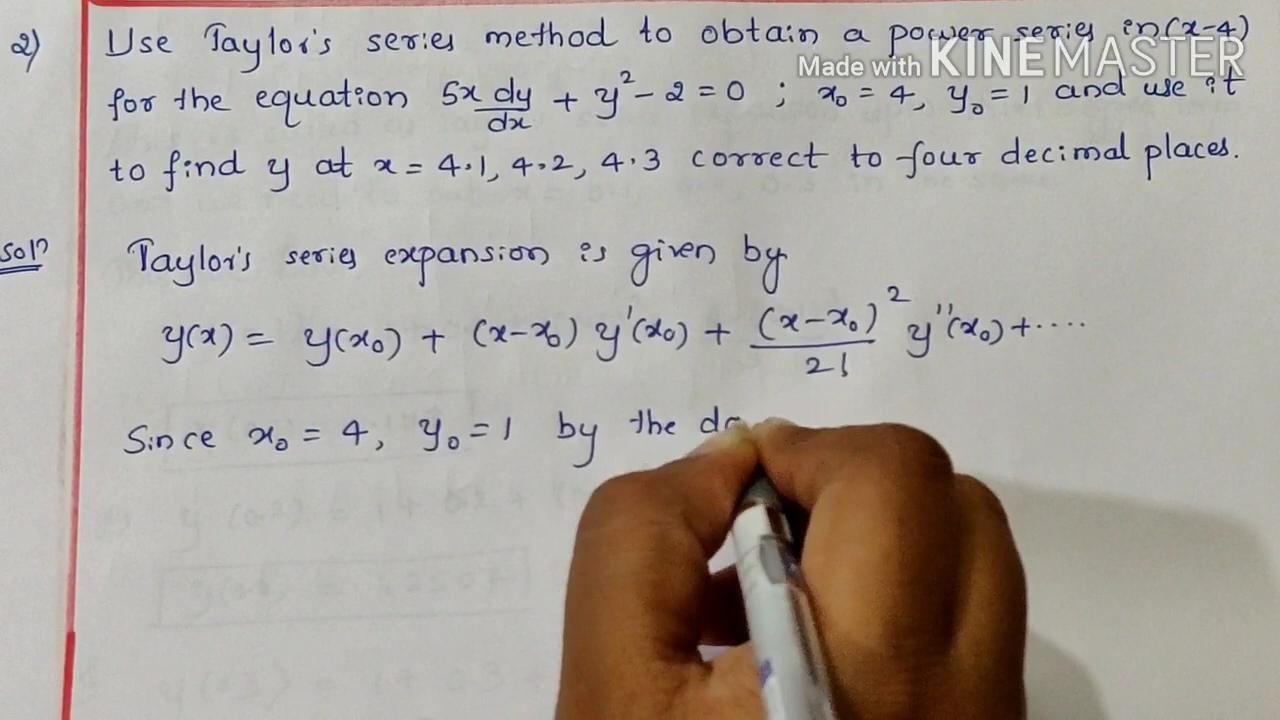 2) Use Taylor's series method to obtain a power series in (x-4)
Made with KINEMASTER
for the equation 5x dy/dx + y² - 2 = 0 ; x₀ = 4, y₀ = 1 and use it
to find y at x = 4.1, 4.2, 4.3 correct to four decimal places.
Solⁿ Taylor's series expansion is given by
y(x) = y(x₀) + (x-x₀) y'(x₀) + (x-x₀)²/2! y''(x₀) + ....
Since x₀ = 4, y₀ = 1 by the